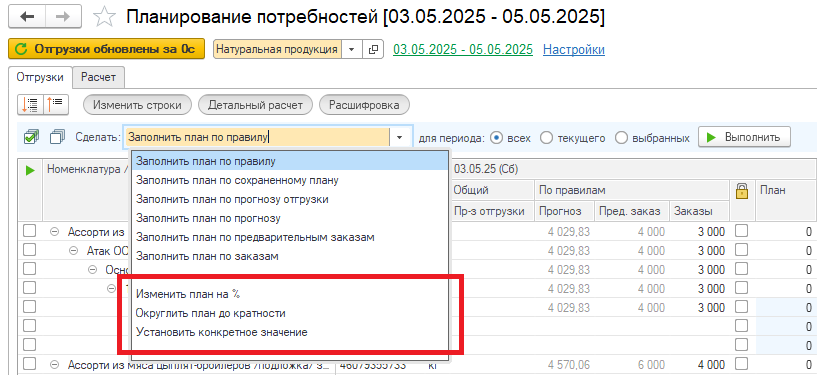 Планирование потребностей [03.05.2025 - 05.05.2025]
Отгрузки обновлены за 0с
Натуральная продукция
03.05.2025 - 05.05.2025
Настройки
Отгрузки
Расчет
Изменить строки
Детальный расчет
Расшифровка
Сделать:
Заполнить план по правилу
для периода:
всех
текущего
выбранных
Выполнить
Номенклатура /
03.05.25 (Сб)
Общий
По правилам
План
Пр-з отгрузки
Прогноз
Пред. заказ
Заказы
Заполнить план по правилу
Заполнить план по сохраненному плану
Заполнить план по прогнозу отгрузки
Заполнить план по прогнозу
Заполнить план по предварительным заказам
Заполнить план по заказам
Изменить план на %
Округлить план до кратности
Установить конкретное значение
Ассорти из
4 029,83
4 000
3 000
0
Атак ОС
4 029,83
4 000
3 000
0
Осно
4 029,83
4 000
3 000
0
4 029,83
4 000
3 000
0
4 029,83
4 000
3 000
0
0
0
Ассорти из мяса цыплят-бройлеров /подложка/ з...
46079355733
кг
4 570,06
6 000
4 000
0